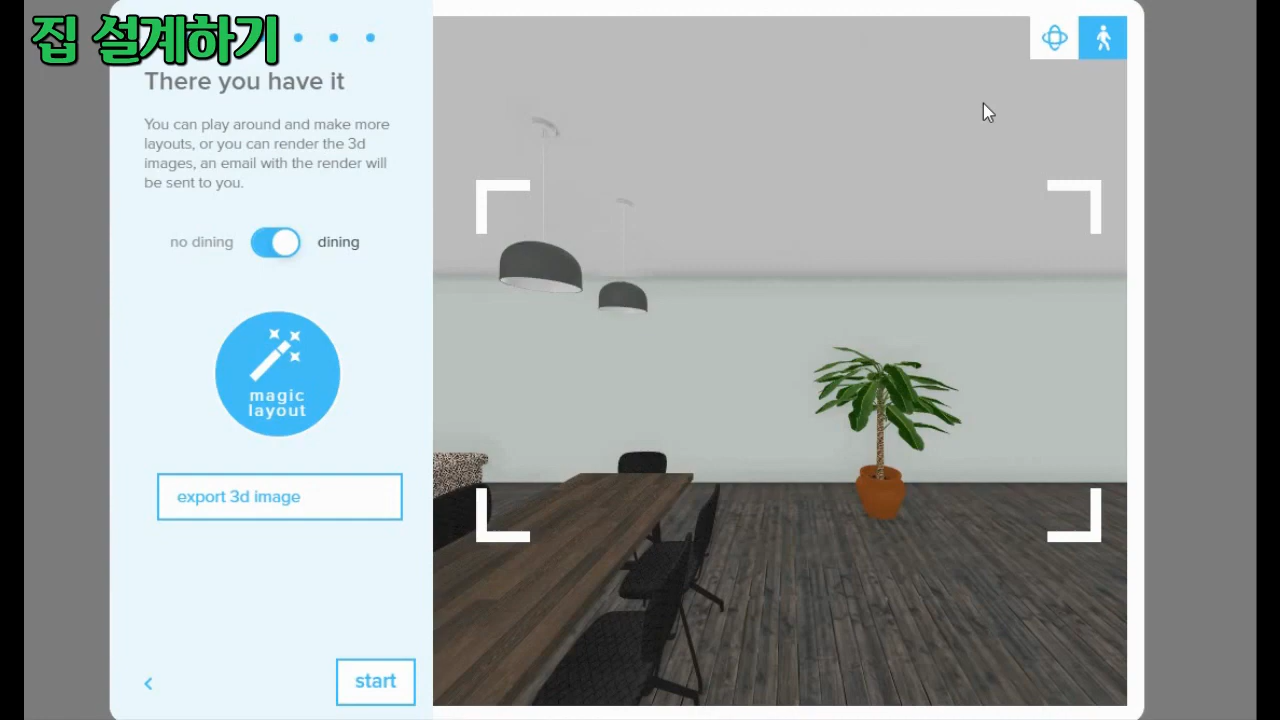 집 설계하기
There you have it
You can play around and make more
layouts, or you can render the 3d
images, an email with the render will
be sent to you.
no dining dining
magic
layout
export 3d image
start